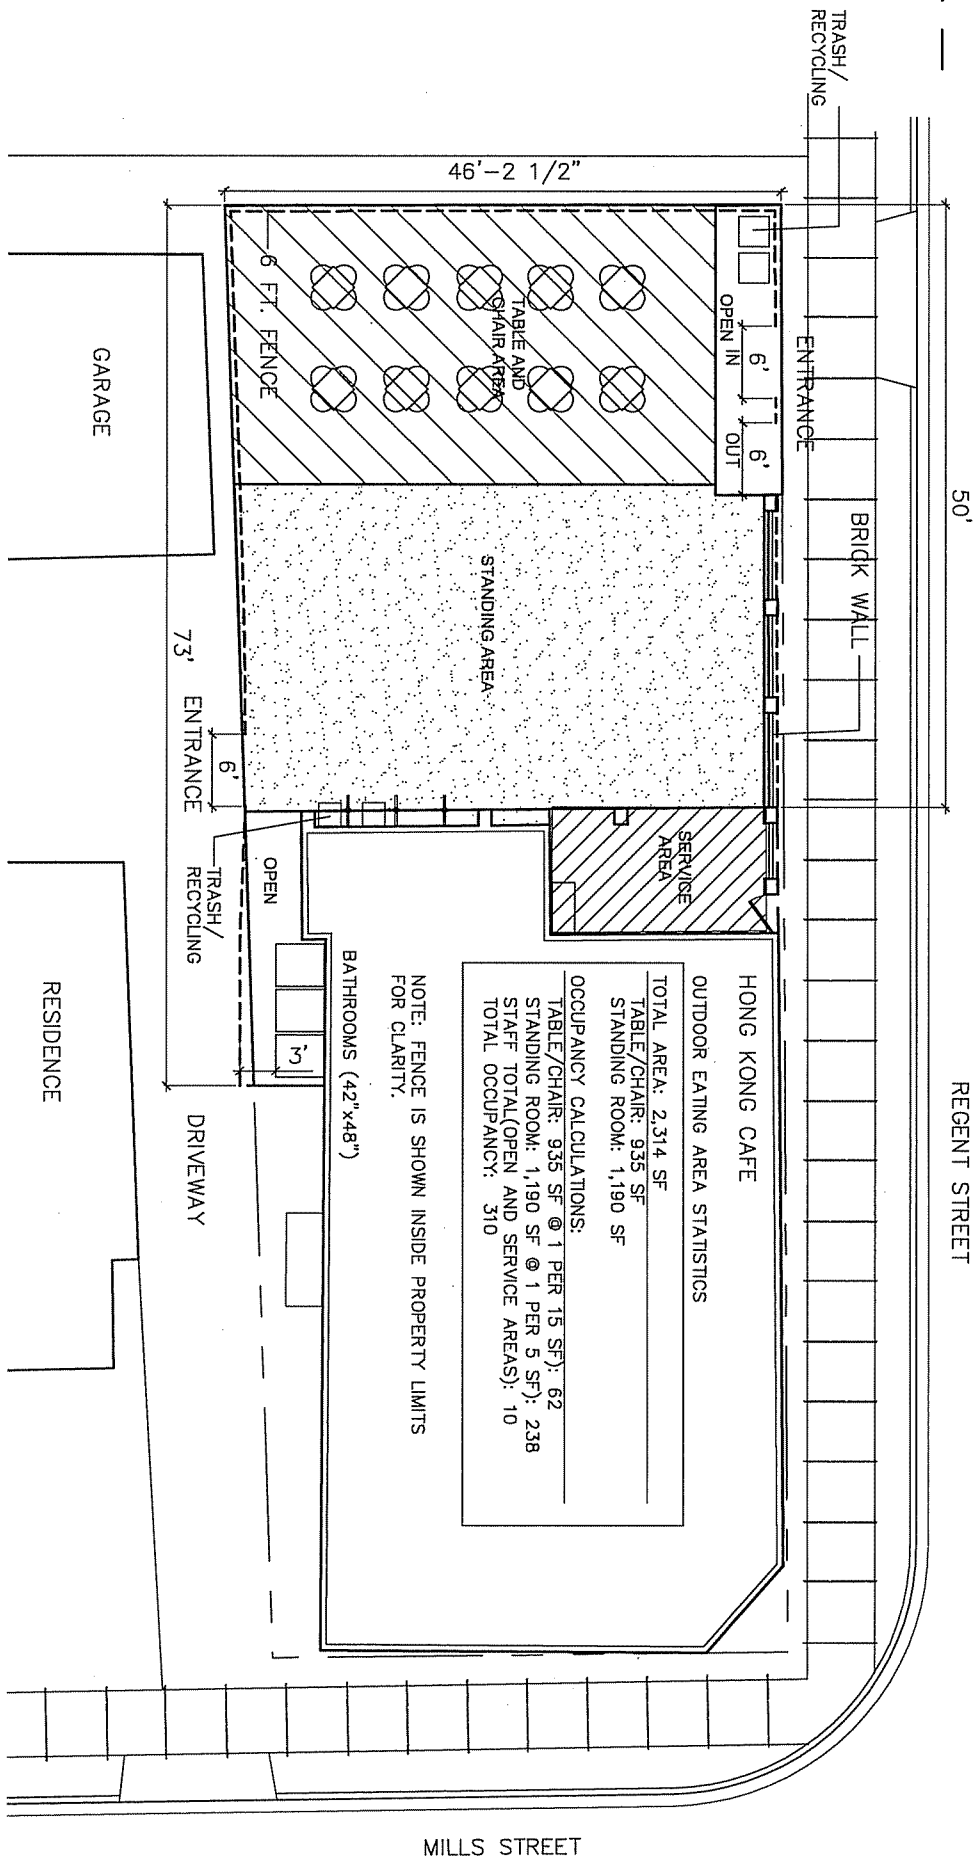 TRASH/
RECYCLING
50'
REGENT STREET
46'-2 1/2"
ENTRANCE
BRICK WALL
OPEN IN
6'
OUT
6'
TABLE AND
CHAIR AREA
6 FT. FENCE
STANDING AREA
SERVICE
AREA
GARAGE
73'
ENTRANCE
6'
TRASH/
RECYCLING
OPEN
3'
BATHROOMS (42"x48")
HONG KONG CAFE
OUTDOOR EATING AREA STATISTICS
TOTAL AREA: 2,314 SF
TABLE/CHAIR: 935 SF
STANDING ROOM: 1,190 SF
OCCUPANCY CALCULATIONS:
TABLE/CHAIR: 935 SF @ 1 PER 15 SF): 62
STANDING ROOM: 1,190 SF @ 1 PER 5 SF): 238
STAFF TOTAL(OPEN AND SERVICE AREAS): 10
TOTAL OCCUPANCY: 310
NOTE: FENCE IS SHOWN INSIDE PROPERTY LIMITS
FOR CLARITY.
DRIVEWAY
RESIDENCE
MILLS STREET